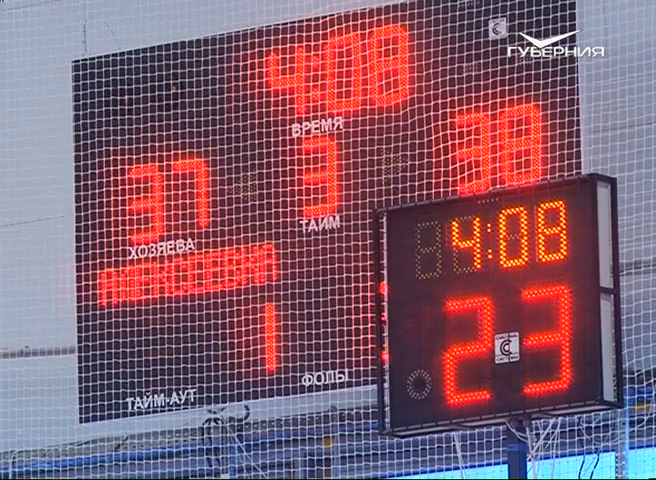 ГУБЕРНИЯ
4:08
ВРЕМЯ
37 3 38
ХОЗЯЕВА ТАЙМ
АЛЕКСЕЕВКА
1
ТАЙМ-АУТ ФОЛЫ
4:08
23